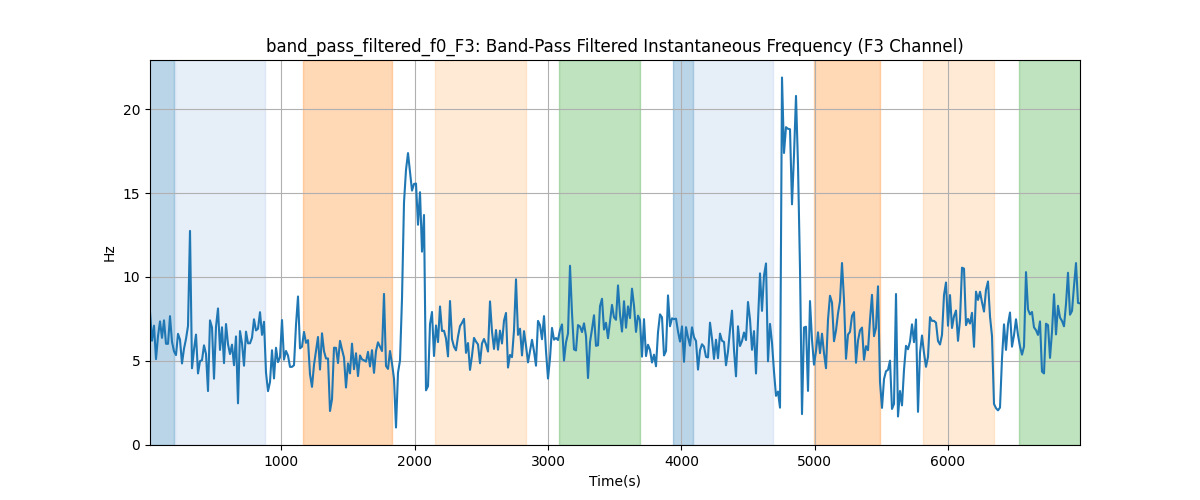 band_pass_filtered_f0_F3: Band-Pass Filtered Instantaneous Frequency (F3 Channel)
20
15
10
5
0
Hz
1000 2000 3000 4000 5000 6000
Time(s)